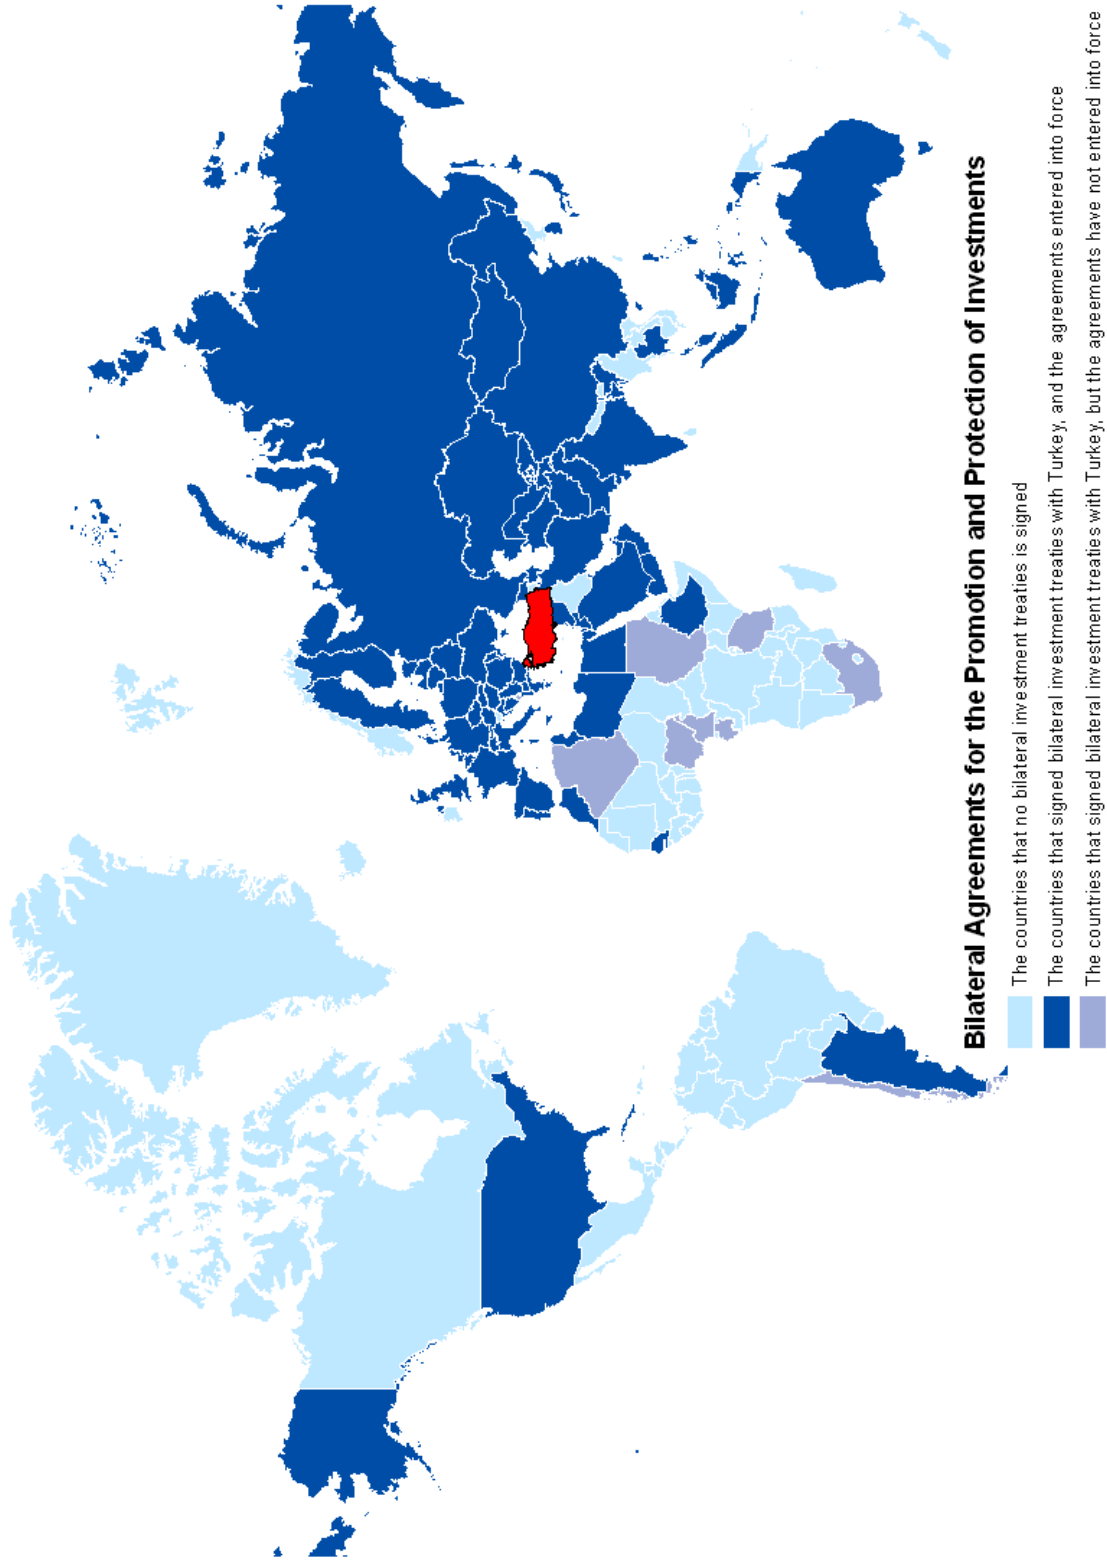 Bilateral Agreements for the Promotion and Protection of Investments
The countries that no bilateral investment treaties is signed
The countries that signed bilateral investment treaties with Turkey, and the agreements entered into force
The countries that signed bilateral investment treaties with Turkey, but the agreements have not entered into force